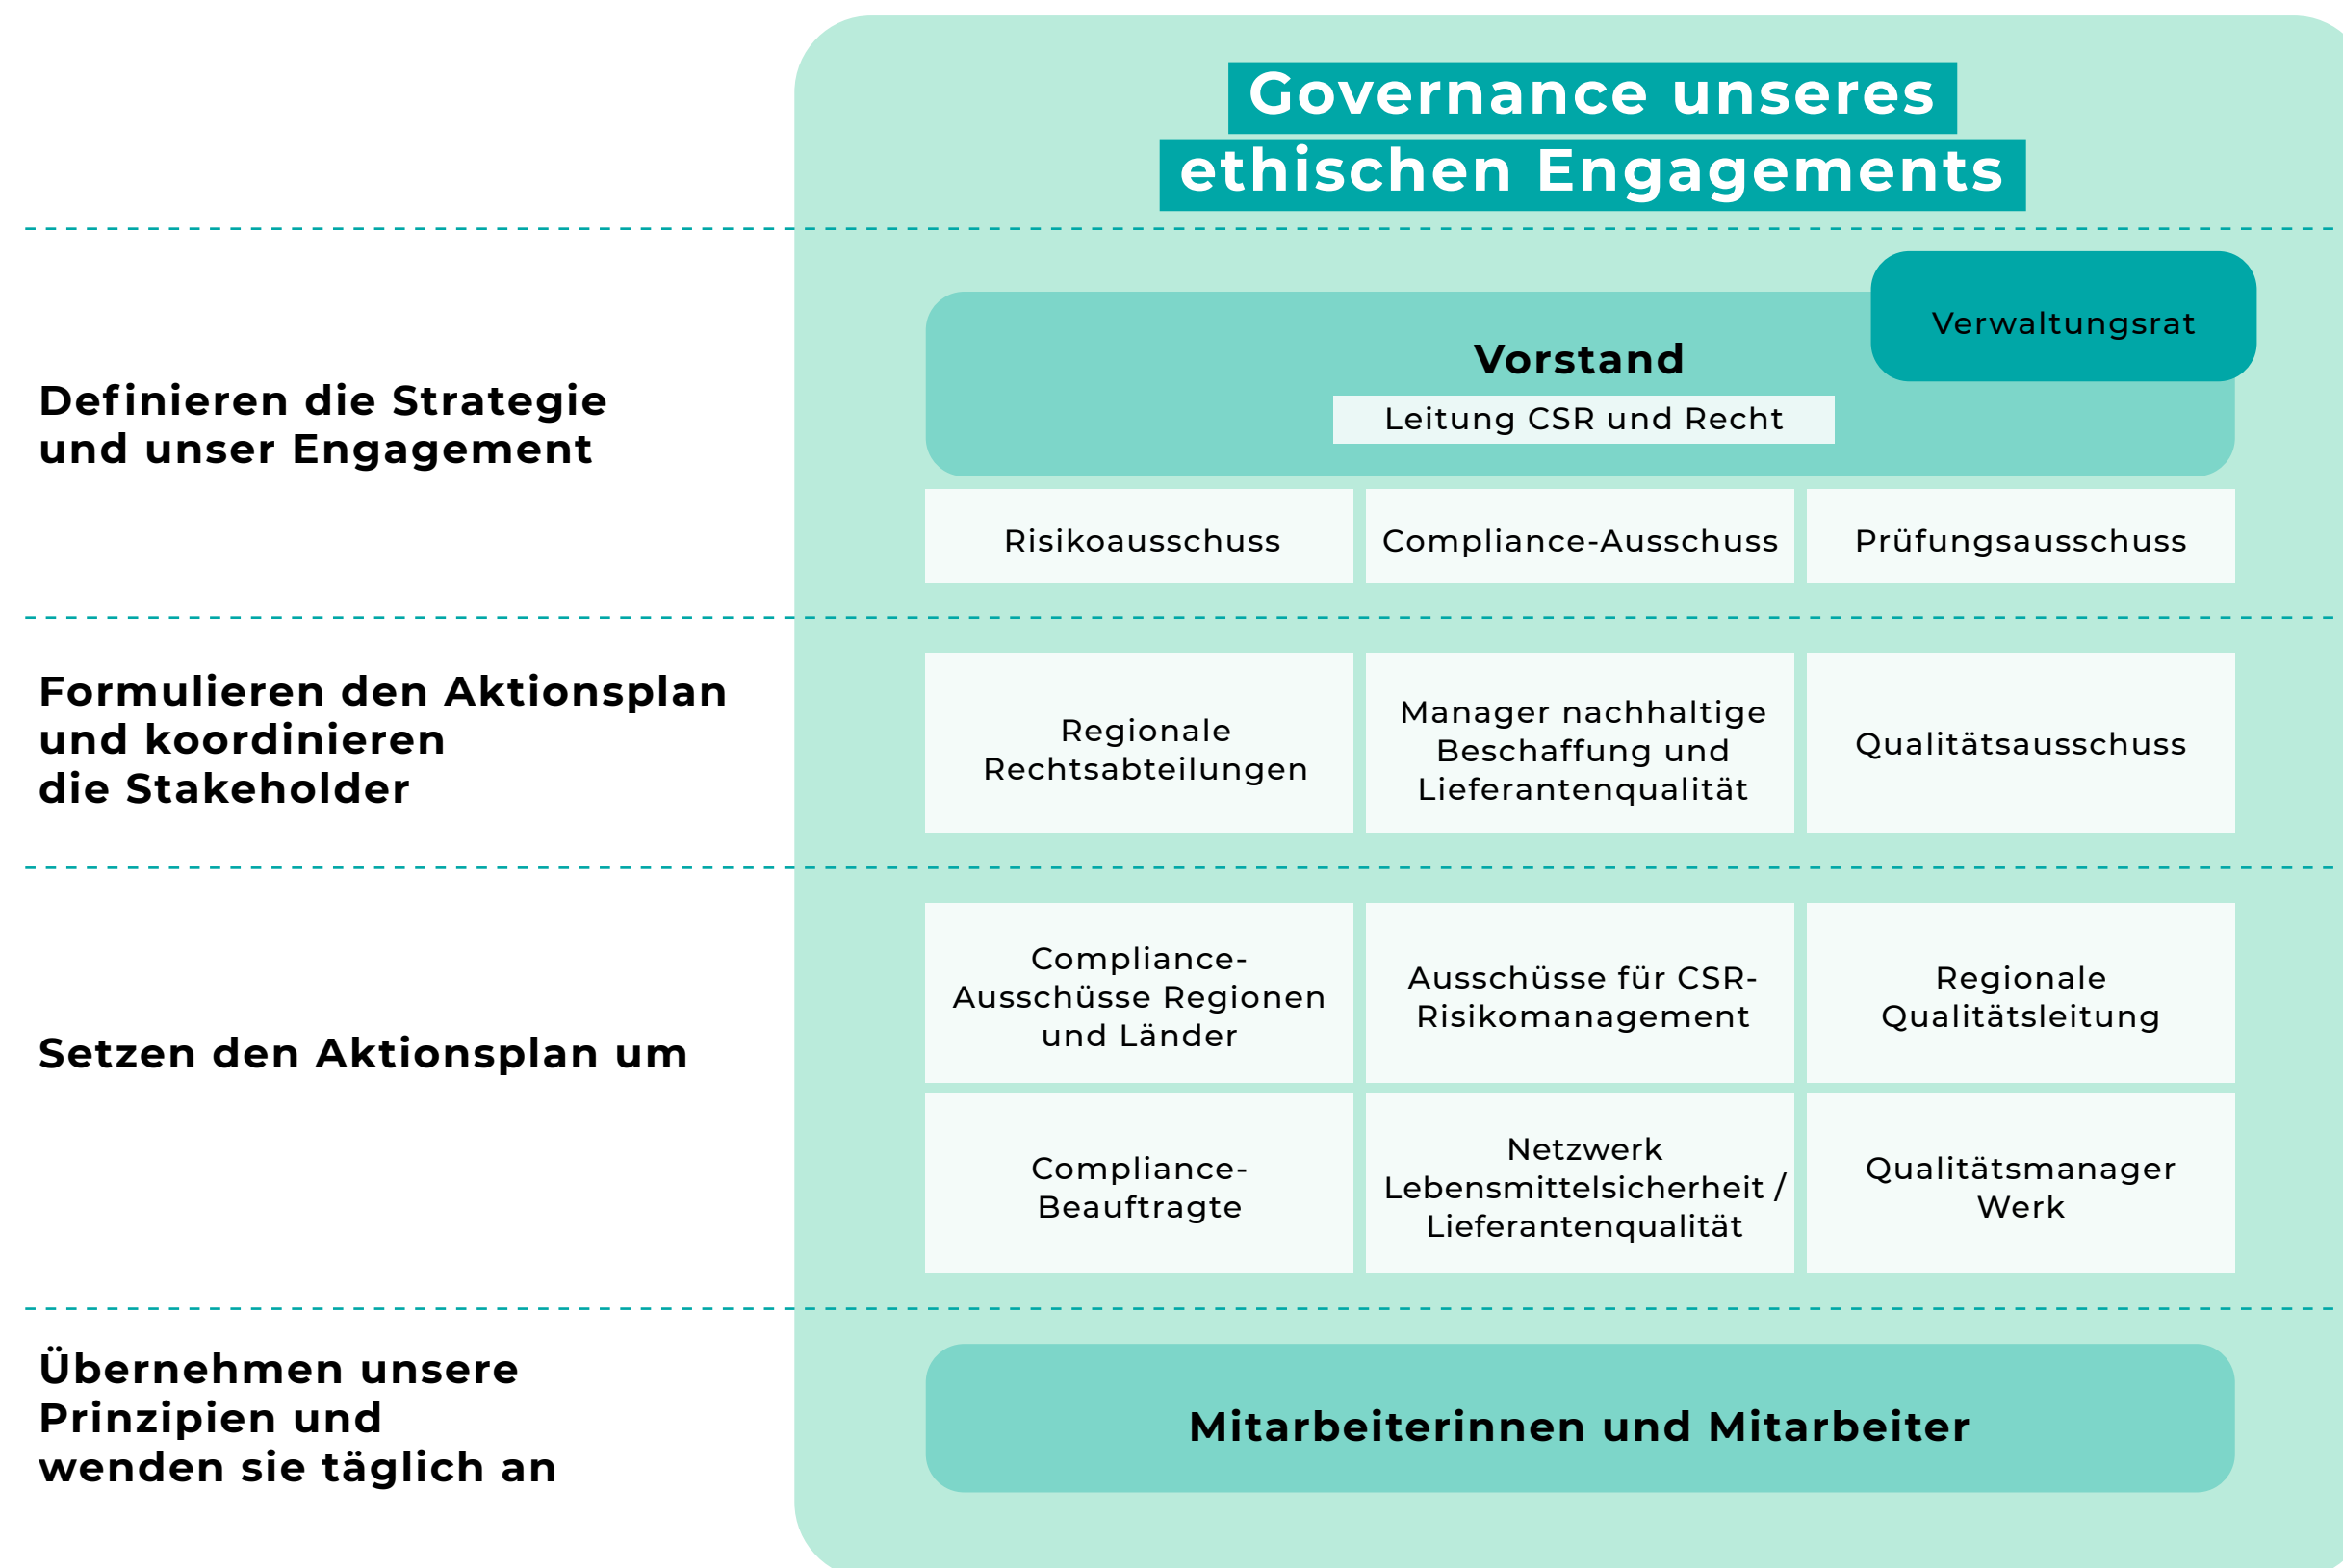 Governance unseres
ethischen Engagements
Definieren die Strategie
und unser Engagement
Verwaltungsrat
Vorstand
Leitung CSR und Recht
Risikoausschuss
Compliance-Ausschuss
Prüfungsausschuss
Formulieren den Aktionsplan
und koordinieren
die Stakeholder
Regionale
Rechtsabteilungen
Manager nachhaltige
Beschaffung und
Lieferantenqualität
Qualitätsausschuss
Setzen den Aktionsplan um
Compliance-
Ausschüsse Regionen
und Länder
Ausschüsse für CSR-
Risikomanagement
Regionale
Qualitätsleitung
Compliance-
Beauftragte
Netzwerk
Lebensmittelsicherheit /
Lieferantenqualität
Qualitätsmanager
Werk
Übernehmen unsere
Prinzipien und
wenden sie täglich an
Mitarbeiterinnen und Mitarbeiter